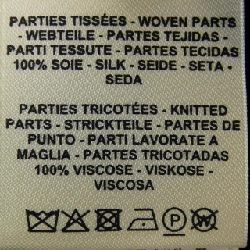 PARTIES TISSÉES - WOVEN PARTS
- WEBTEILE - PARTES TEJIDAS -
PARTI TESSUTE - PARTES TECIDAS
100% SOIE - SILK - SEIDE - SETA -
SEDA
PARTIES TRICOTÉES - KNITTED
PARTS - STRICKTEILE - PARTES DE
PUNTO - PARTI LAVORATE A
MAGLIA - PARTES TRICOTADAS
100% VISCOSE - VISKOSE -
VISCOSA
P W